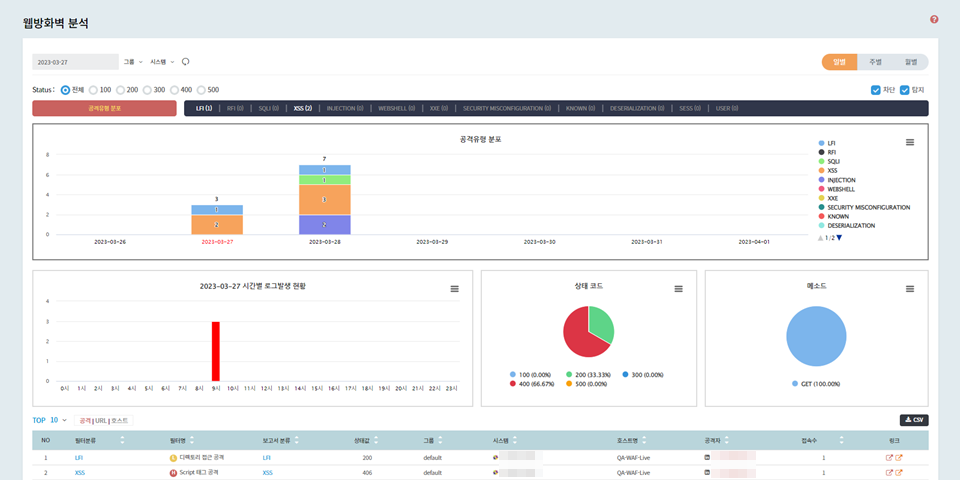 웹방화벽 분석
2023-03-27 그룹 시스템 일별 주별 월별
Status : 전체 100 200 300 400 500 차단 탐지
공격유형 분포 LFI (1) | RFI (0) | SQLI (0) | XSS (2) | INJECTION (0) | WEBSHELL (0) | XXE (0) | SECURITY MISCONFIGURATION (0) | KNOWN (0) | DESERIALIZATION (0) | SESS (0) | USER (0)
공격유형 분포
8
6
4
2
0
3
1
2
7
1
1
3
2
2023-03-26 2023-03-27 2023-03-28 2023-03-29 2023-03-30 2023-03-31 2023-04-01
LFI
RFI
SQLI
XSS
INJECTION
WEBSHELL
XXE
SECURITY MISCONFIGURATION
KNOWN
DESERIALIZATION
1/2
2023-03-27 시간별 로그발생 현황
4
3
2
1
0
0시 1시 2시 3시 4시 5시 6시 7시 8시 9시 10시 11시 12시 13시 14시 15시 16시 17시 18시 19시 20시 21시 22시 23시
상태 코드
100 (0.00%) 200 (33.33%) 300 (0.00%)
400 (66.67%) 500 (0.00%)
메소드
GET (100.00%)
TOP 10 공격 | URL | 호스트 CSV
NO 필터분류 필터명 보고서 분류 상태값 그룹 시스템 호스트명 공격자 접속수 링크
1 LFI L 디렉토리 접근 공격 LFI 200 default QA-WAF-Live 1
2 XSS H Script 태그 공격 XSS 406 default QA-WAF-Live 1